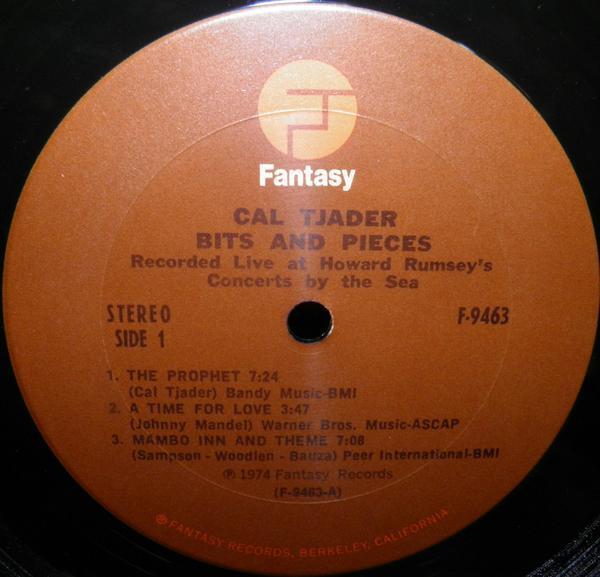 Fantasy
CAL TJADER
BITS AND PIECES
Recorded Live at Howard Rumsey's
Concerts by the Sea
STEREO
SIDE 1
F-9463
1. THE PROPHET 7:24
(Cal Tjader) Bandy Music-BMI
2. A TIME FOR LOVE 3:47
(Johnny Mandel) Warner Bros. Music-ASCAP
3. MAMBO INN AND THEME 7:08
(Sampson - Woodlen - Bauza) Peer International-BMI
℗ 1974 Fantasy Records
(F-9463-A)
® FANTASY RECORDS, BERKELEY, CALIFORNIA